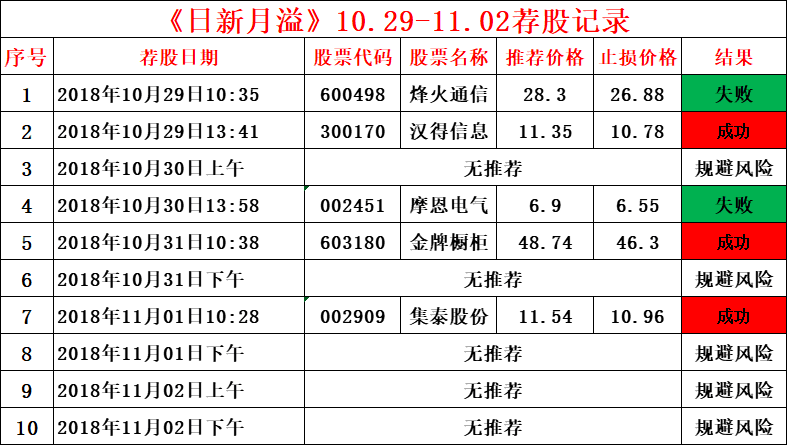 《日新月溢》10.29-11.02荐股记录
序号 荐股日期 股票代码 股票名称 推荐价格 止损价格 结果
1 2018年10月29日10:35 600498 烽火通信 28.3 26.88 失败
2 2018年10月29日13:41 300170 汉得信息 11.35 10.78 成功
3 2018年10月30日上午 无推荐 规避风险
4 2018年10月30日13:58 002451 摩恩电气 6.9 6.55 失败
5 2018年10月31日10:38 603180 金牌橱柜 48.74 46.3 成功
6 2018年10月31日下午 无推荐 规避风险
7 2018年11月01日10:28 002909 集泰股份 11.54 10.96 成功
8 2018年11月01日下午 无推荐 规避风险
9 2018年11月02日上午 无推荐 规避风险
10 2018年11月02日下午 无推荐 规避风险